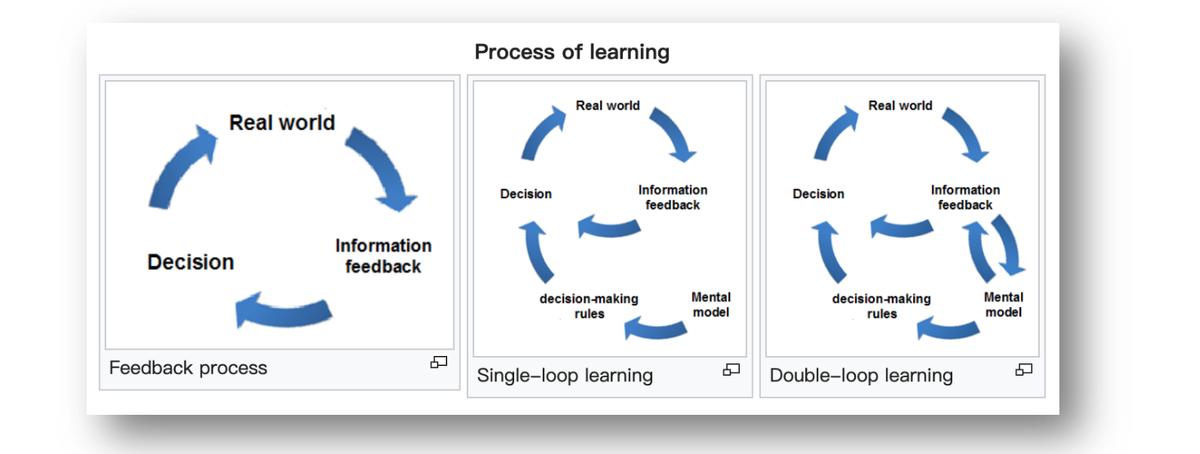 Process of learning
Real world
Information
feedback
Decision
Feedback process
Real world
Decision
Information
feedback
decision-making
rules
Mental
model
Single-loop learning
Real world
Decision
Information
feedback
decision-making
rules
Mental
model
Double-loop learning